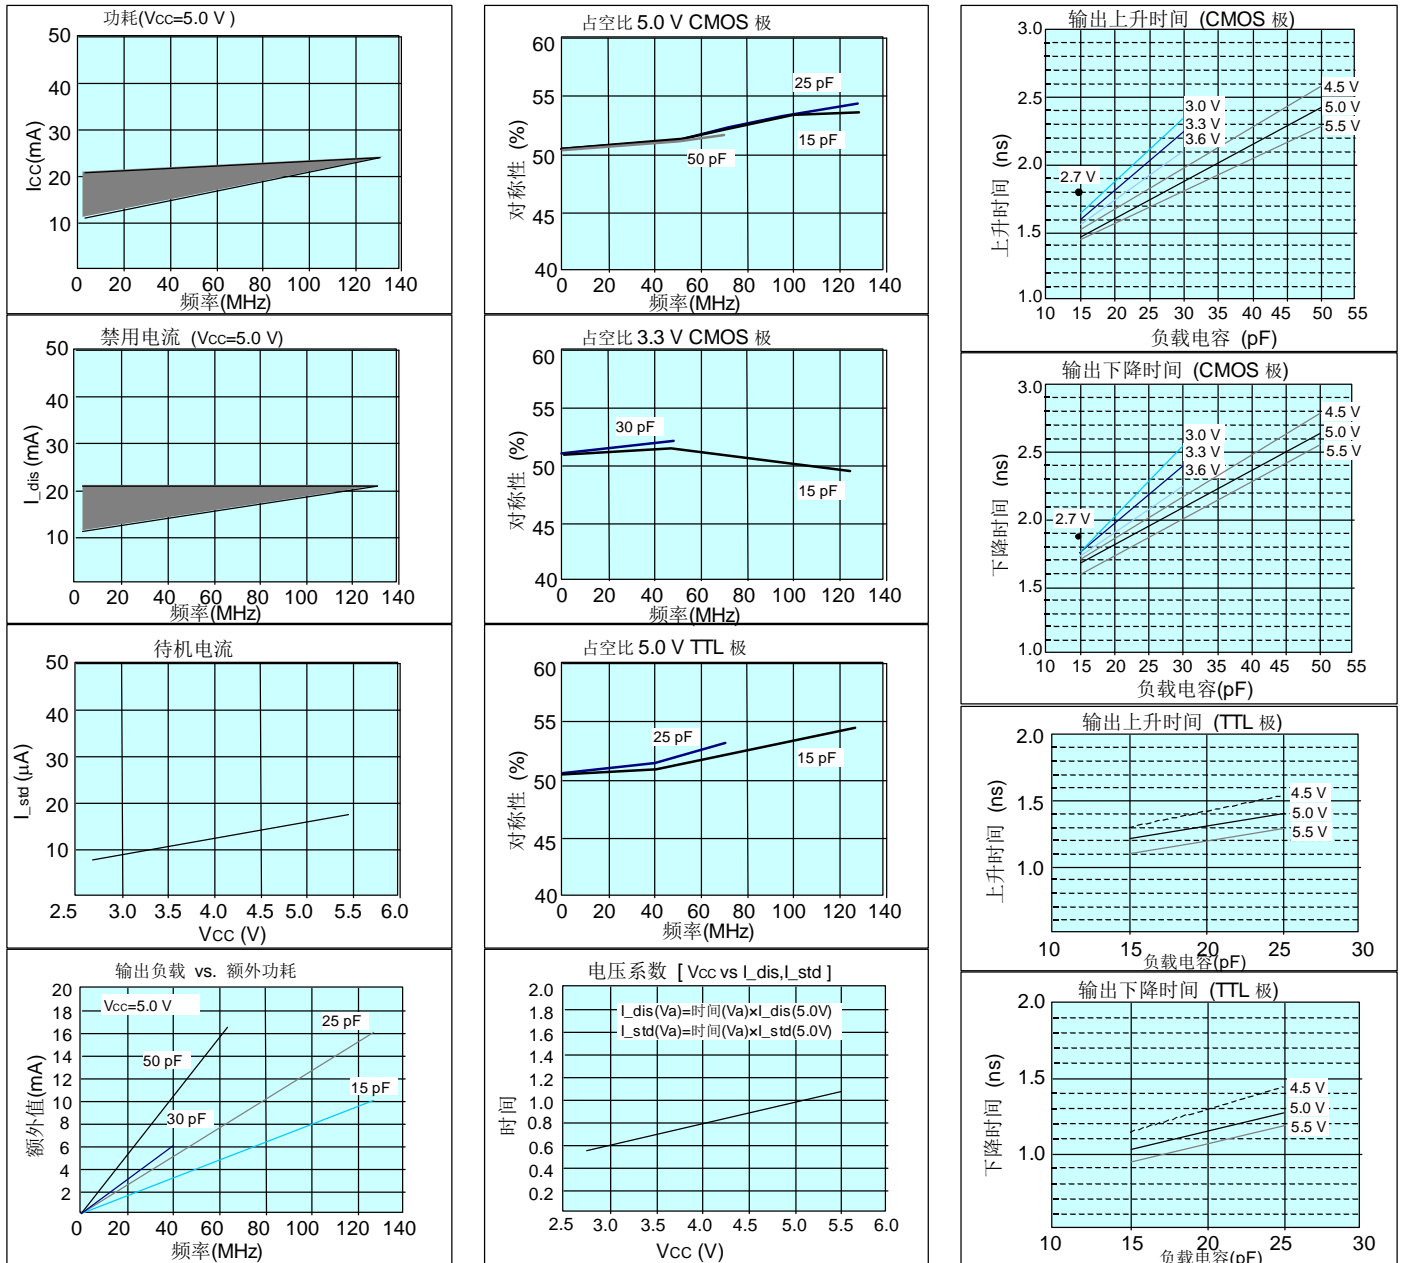 功耗(Vcc=5.0 V )
50
40
30
20
10
Icc(mA)
0 20 40 60 80 100 120 140
频率(MHz)
禁用电流 (Vcc=5.0 V)
50
40
30
20
10
I_dis (mA)
0 20 40 60 80 100 120 140
频率(MHz)
待机电流
50
40
30
20
10
I_std (µA)
2.5 3.0 3.5 4.0 4.5 5.0 5.5 6.0
Vcc (V)
输出负载 vs. 额外功耗
20
18
16
14
12
10
8
6
4
2
额外值(mA)
Vcc=5.0 V
25 pF
50 pF
15 pF
30 pF
0 20 40 60 80 100 120 140
频率(MHz)
占空比 5.0 V CMOS 极
60
55
50
45
40
对称性 (%)
25 pF
15 pF
50 pF
0 20 40 60 80 100 120 140
频率(MHz)
占空比 3.3 V CMOS 极
60
55
50
45
40
对称性 (%)
30 pF
15 pF
0 20 40 60 80 100 120 140
频率(MHz)
占空比 5.0 V TTL 极
60
55
50
45
40
对称性 (%)
25 pF
15 pF
0 20 40 60 80 100 120 140
频率(MHz)
电压系数 [ Vcc vs I_dis,I_std ]
2.0
1.8
1.6
1.4
1.2
1.0
0.8
0.6
0.4
0.2
时间
I_dis(Va)=时间(Va)×I_dis(5.0V)
I_std(Va)=时间(Va)×I_std(5.0V)
2.5 3.0 3.5 4.0 4.5 5.0 5.5 6.0
Vcc (V)
输出上升时间 (CMOS 极)
3.0
2.5
2.0
1.5
1.0
上升时间 (ns)
4.5 V
5.0 V
5.5 V
3.0 V
3.3 V
3.6 V
2.7 V
10 15 20 25 30 35 40 45 50 55
负载电容 (pF)
输出下降时间 (CMOS 极)
3.0
2.5
2.0
1.5
1.0
下降时间 (ns)
4.5 V
5.0 V
5.5 V
3.0 V
3.3 V
3.6 V
2.7 V
10 15 20 25 30 35 40 45 50 55
负载电容(pF)
输出上升时间 (TTL 极)
2.0
1.5
1.0
上升时间 (ns)
4.5 V
5.0 V
5.5 V
10 15 20 25 30
负载电容(pF)
输出下降时间 (TTL 极)
2.0
1.5
1.0
下降时间 (ns)
4.5 V
5.0 V
5.5 V
10 15 20 25 30
负载电容(pF)